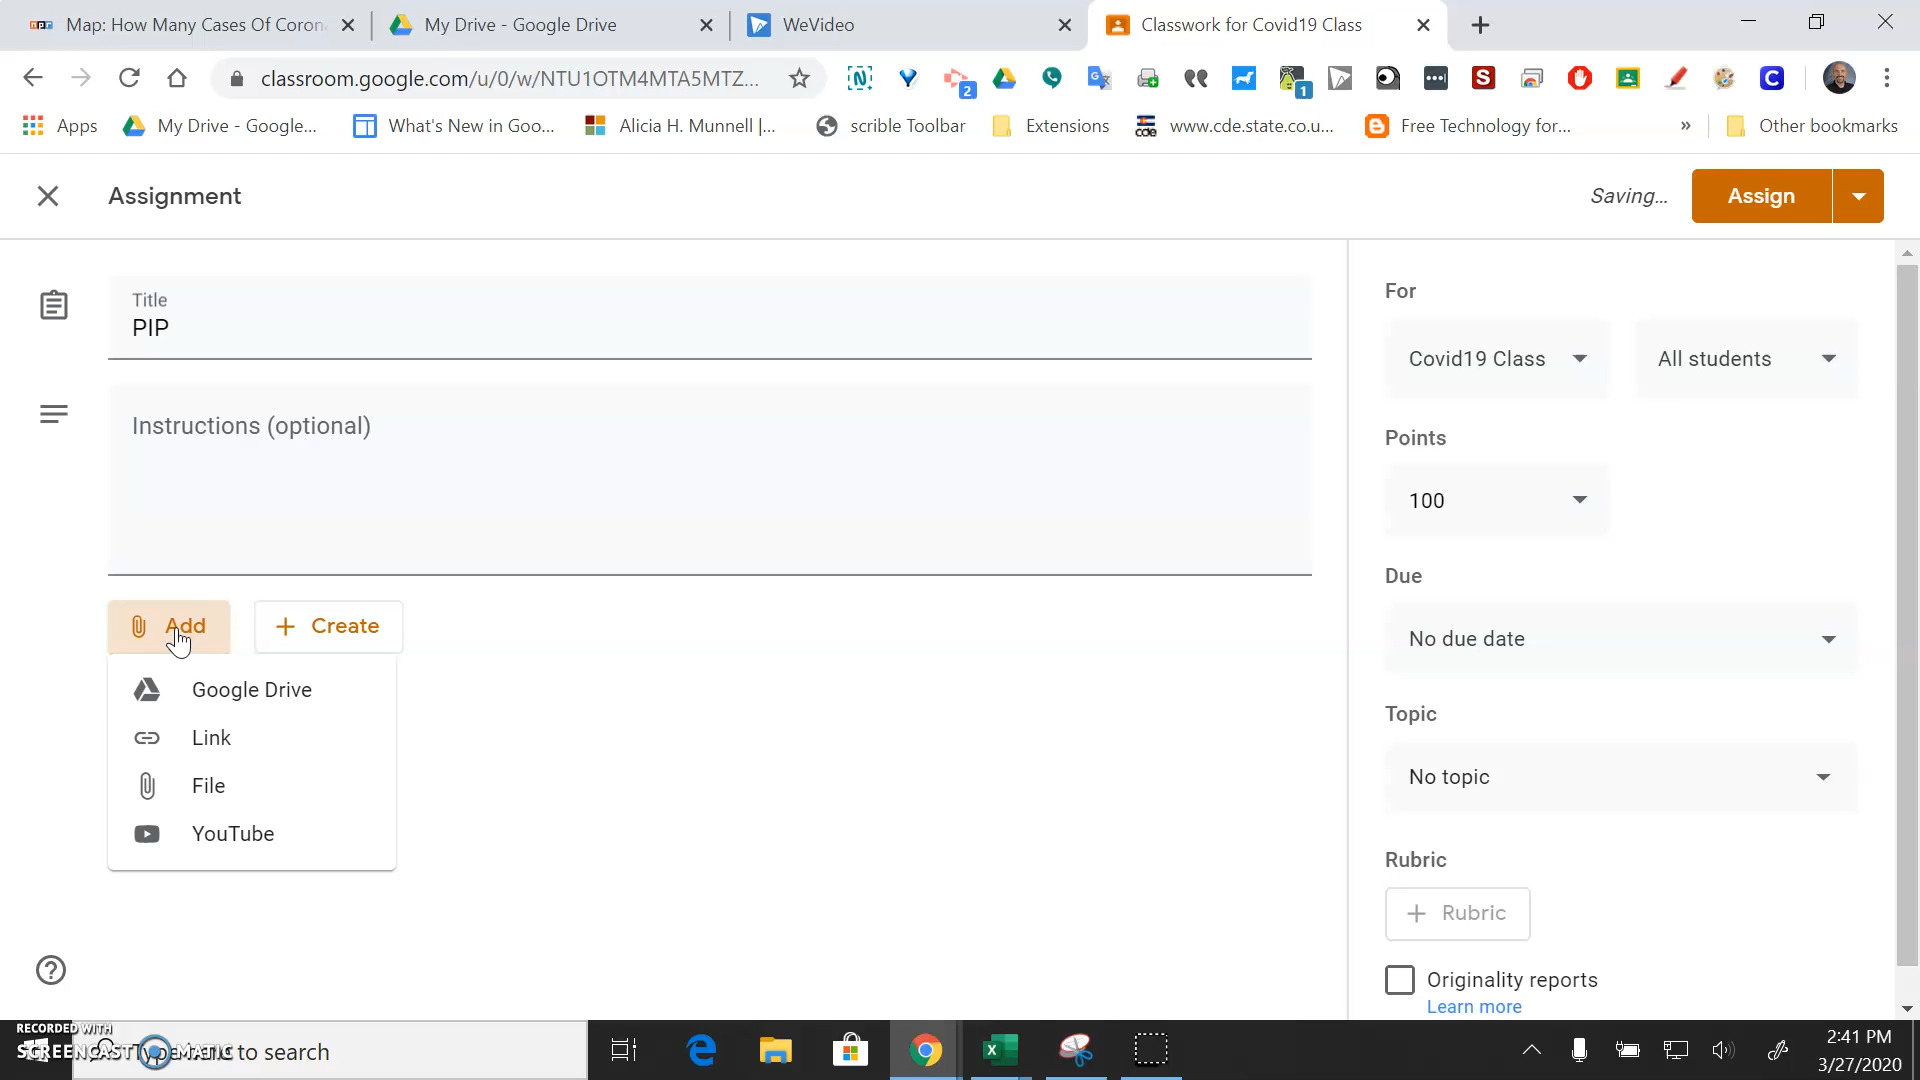 Map: How Many Cases Of Coron
My Drive - Google Drive
WeVideo
Classwork for Covid19 Class
classroom.google.com/u/0/w/NTU1OTM4MTA5MTZ...
2
1
Apps
My Drive - Google...
What's New in Goo...
Alicia H. Munnell |...
scrible Toolbar
Extensions
www.cde.state.co.u...
Free Technology for...
»
Other bookmarks
Assignment
Saving...
Assign
Title
PIP
Instructions (optional)
Add
Create
Google Drive
Link
File
YouTube
For
Covid19 Class
All students
Points
100
Due
No due date
Topic
No topic
Rubric
Rubric
Originality reports
Learn more
RECORDED WITH
SCREENCAST MATIC
to search
2:41 PM
3/27/2020